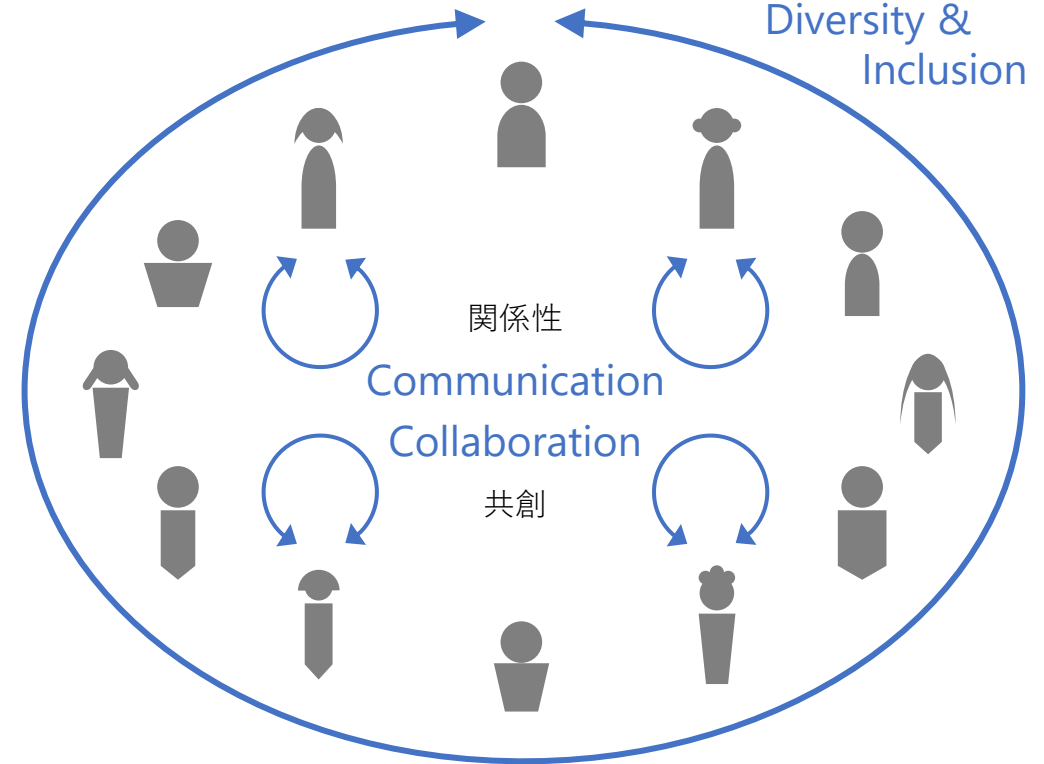 Diversity &
Inclusion
関係性
Communication
Collaboration
共創